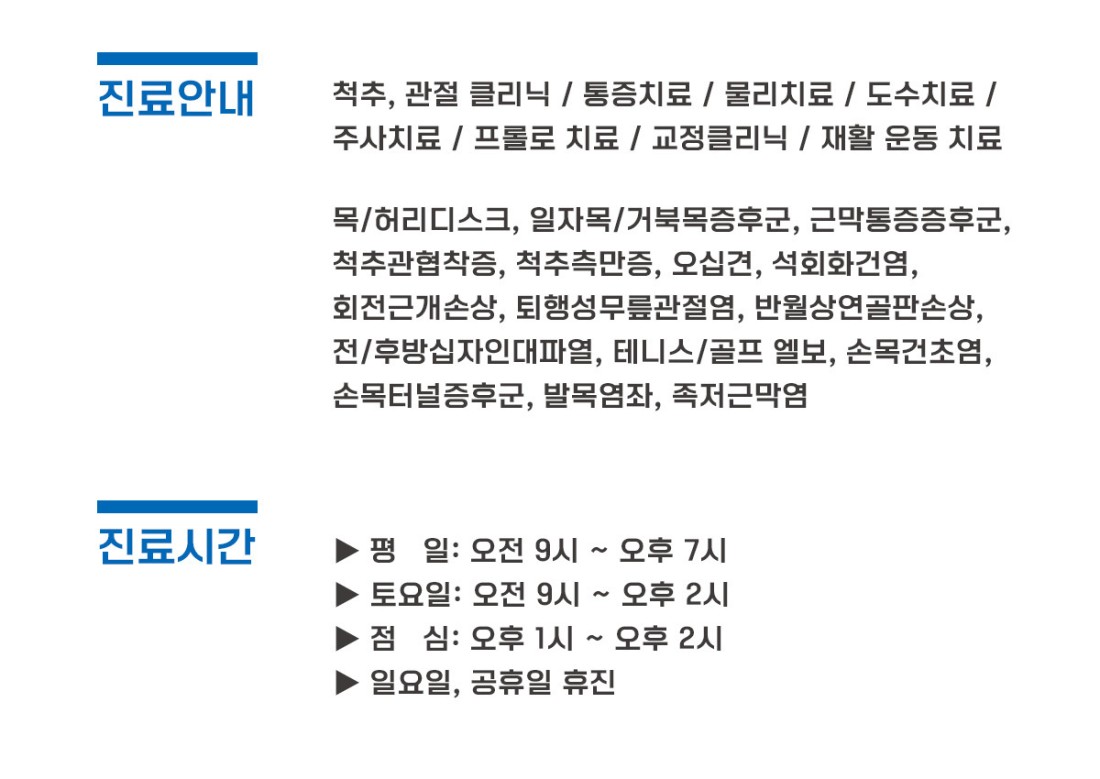 진료안내
척추, 관절 클리닉 / 통증치료 / 물리치료 / 도수치료 /
주사치료 / 프롤로 치료 / 교정클리닉 / 재활 운동 치료
목/허리디스크, 일자목/거북목증후군, 근막통증증후군,
척추관협착증, 척추측만증, 오십견, 석회화건염,
회전근개손상, 퇴행성무릎관절염, 반월상연골판손상,
전/후방십자인대파열, 테니스/골프 엘보, 손목건초염,
손목터널증후군, 발목염좌, 족저근막염
진료시간
▶ 평 일: 오전 9시 ~ 오후 7시
▶ 토요일: 오전 9시 ~ 오후 2시
▶ 점 심: 오후 1시 ~ 오후 2시
▶ 일요일, 공휴일 휴진